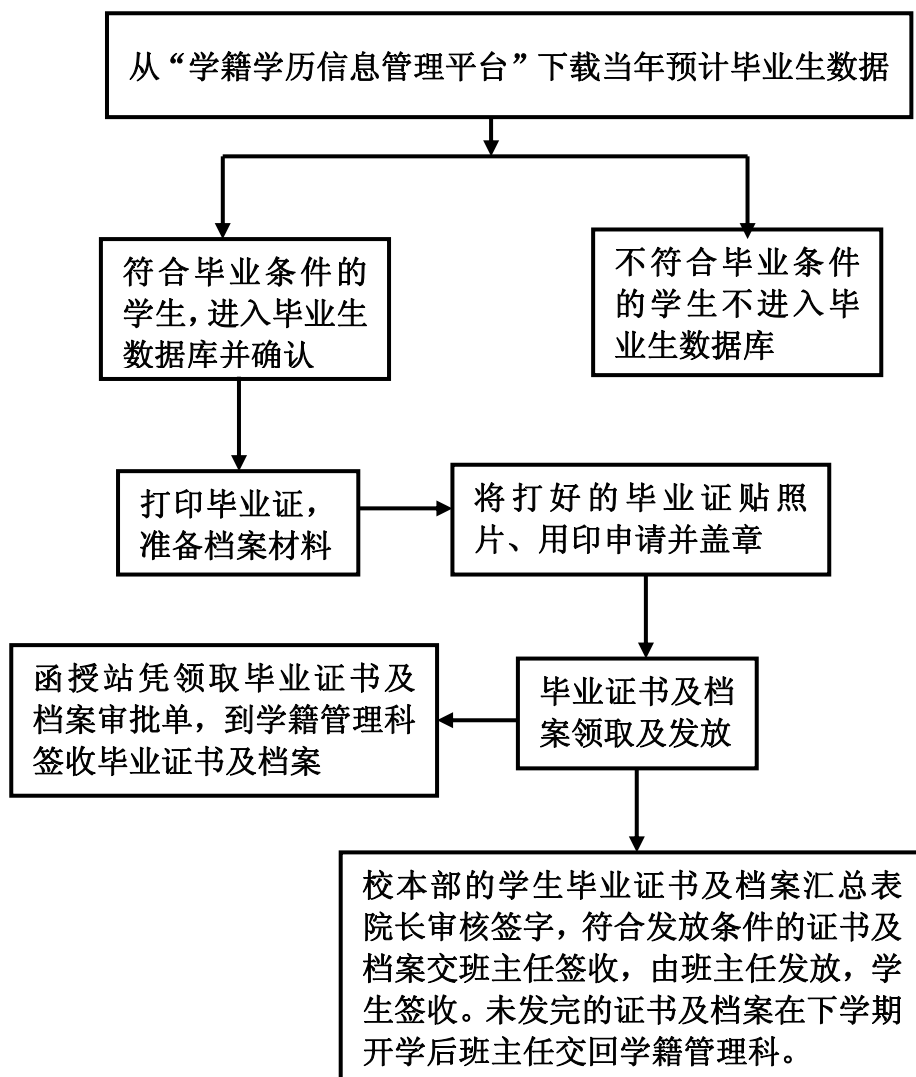 从“学籍学历信息管理平台”下载当年预计毕业生数据
符合毕业条件的
学生，进入毕业生
数据库并确认
不符合毕业条件
的学生不进入毕
业生数据库
打印毕业证，
准备档案材料
将打好的毕业证贴照
片、用印申请并盖章
函授站凭领取毕业证书及
档案审批单，到学籍管理科
签收毕业证书及档案
毕业证书及档
案领取及发放
校本部的学生毕业证书及档案汇总表
院长审核签字，符合发放条件的证书及
档案交班主任签收，由班主任发放，学
生签收。未发完的证书及档案在下学期
开学后班主任交回学籍管理科。